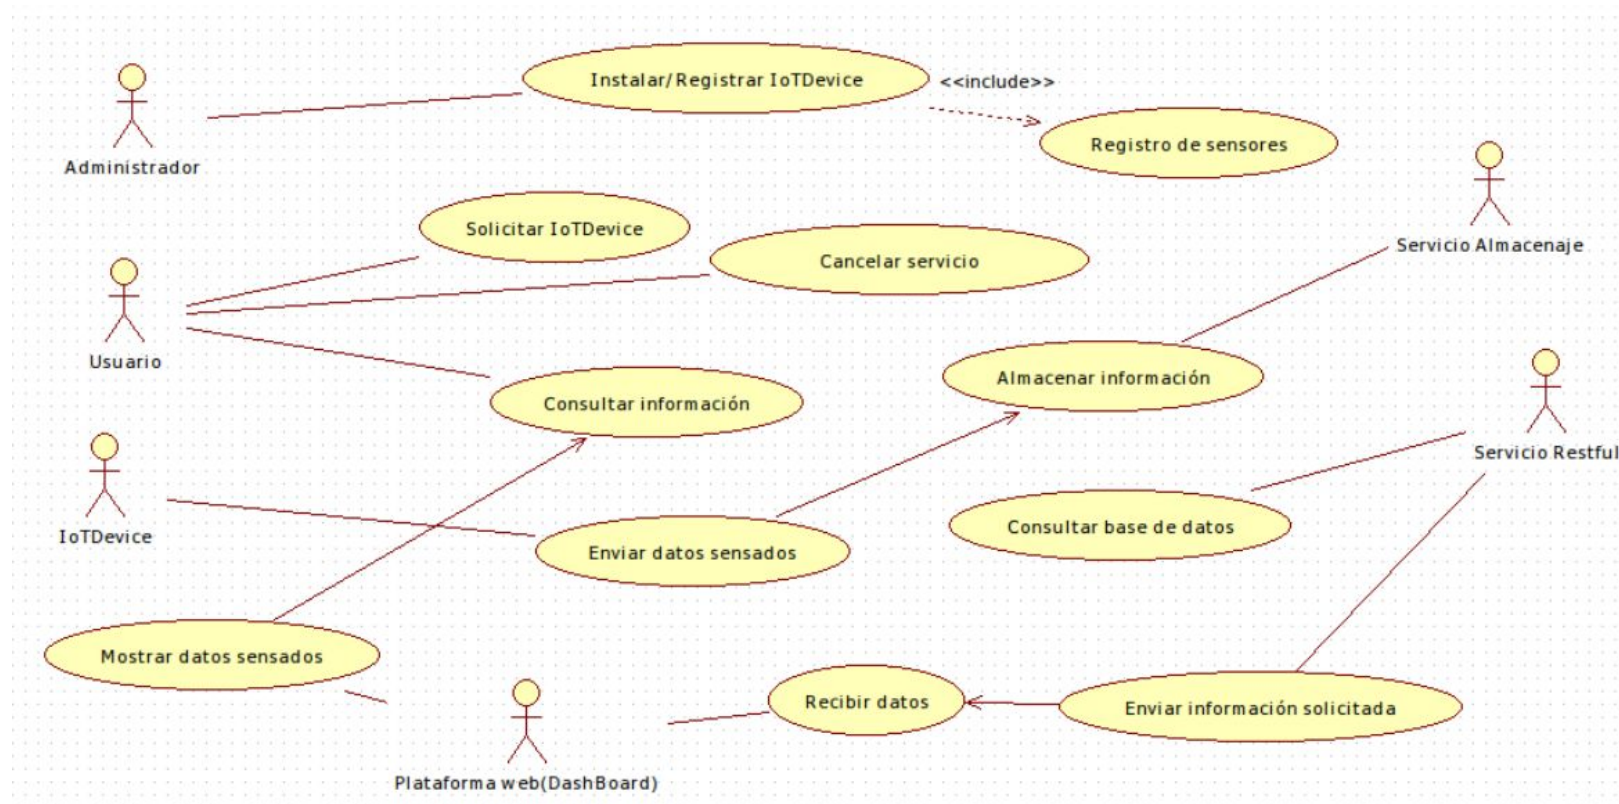 Instalar/Registrar IoTDevice
<<include>>
Registro de sensores
Administrador
Solicitar IoTDevice
Servicio Almacenaje
Cancelar servicio
Usuario
Almacenar información
Consultar información
Servicio Restful
Consultar base de datos
IoTDevice
Enviar datos sensados
Mostrar datos sensados
Recibir datos
Enviar información solicitada
Plataforma web(DashBoard)